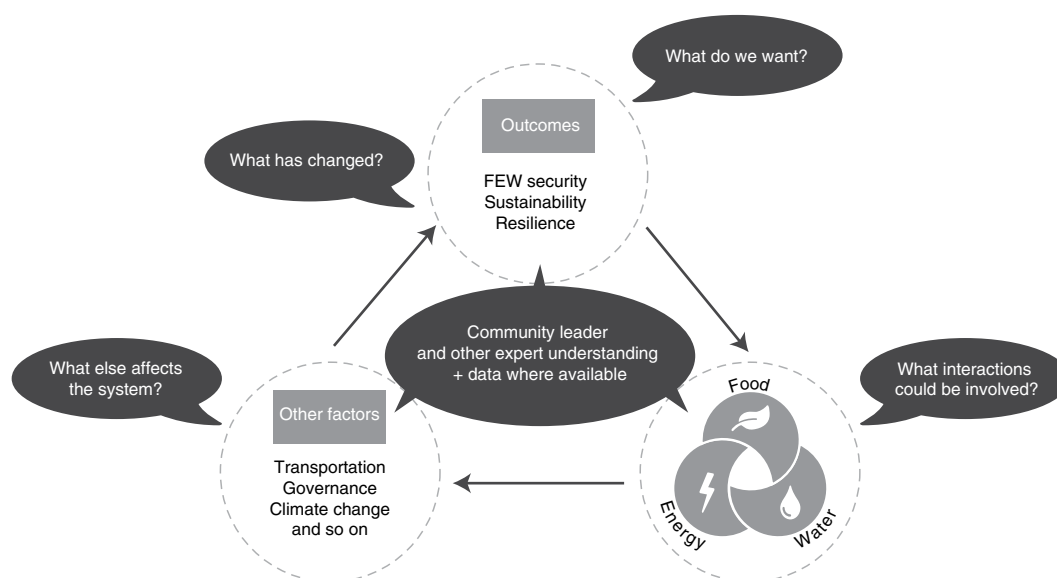 What do we want?
Outcomes
What has changed?
FEW security
Sustainability
Resilience
Community leader
and other expert understanding
+ data where available
What else affects
the system?
What interactions
could be involved?
Other factors
Transportation
Governance
Climate change
and so on
Food
Energy
Water